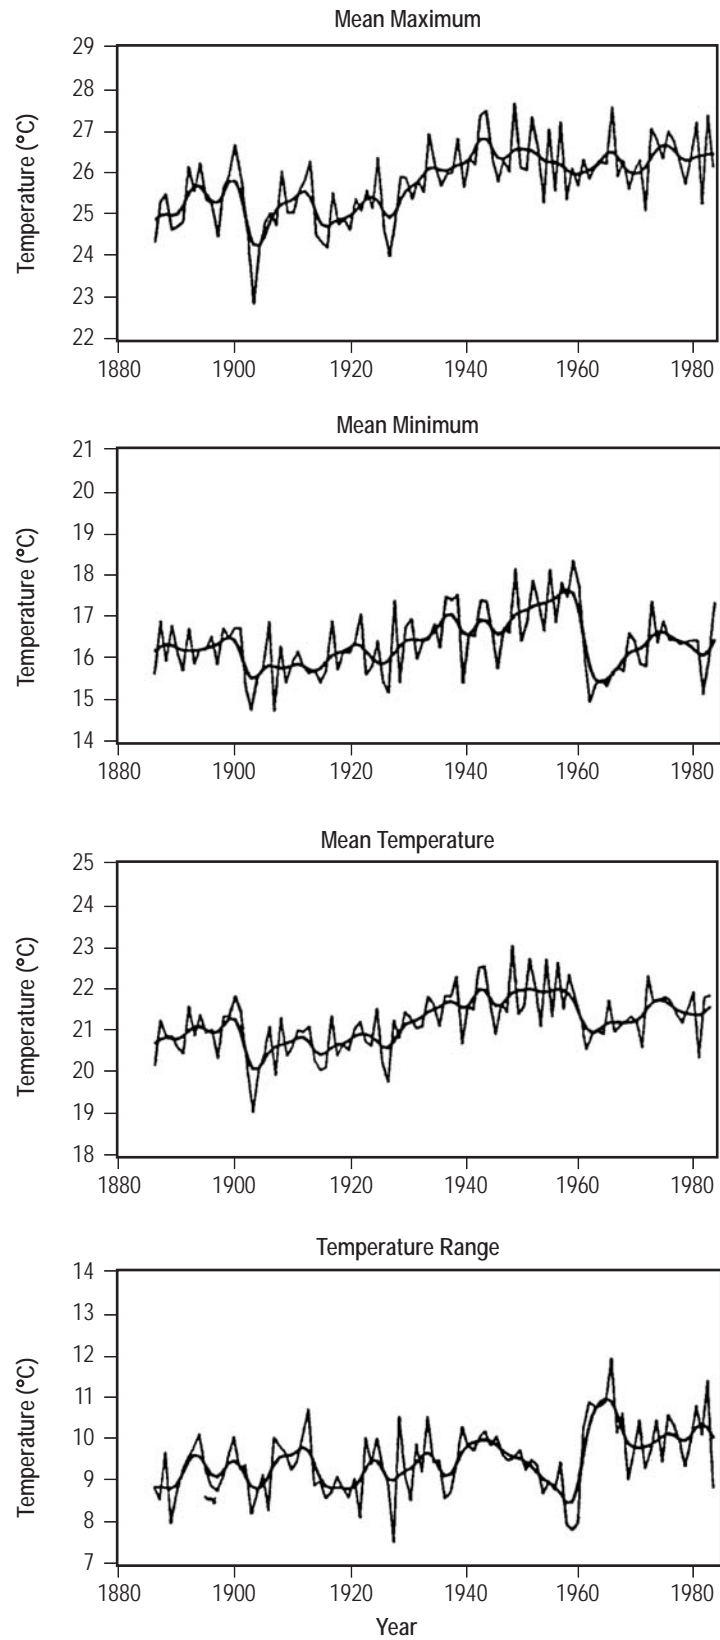 Mean Maximum
Temperature (°C)
29
28
27
26
25
24
23
22
1880 1900 1920 1940 1960 1980
Mean Minimum
Temperature (°C)
21
20
19
18
17
16
15
14
1880 1900 1920 1940 1960 1980
Mean Temperature
Temperature (°C)
25
24
23
22
21
20
19
18
1880 1900 1920 1940 1960 1980
Temperature Range
Temperature (°C)
14
13
12
11
10
9
8
7
1880 1900 1920 1940 1960 1980
Year